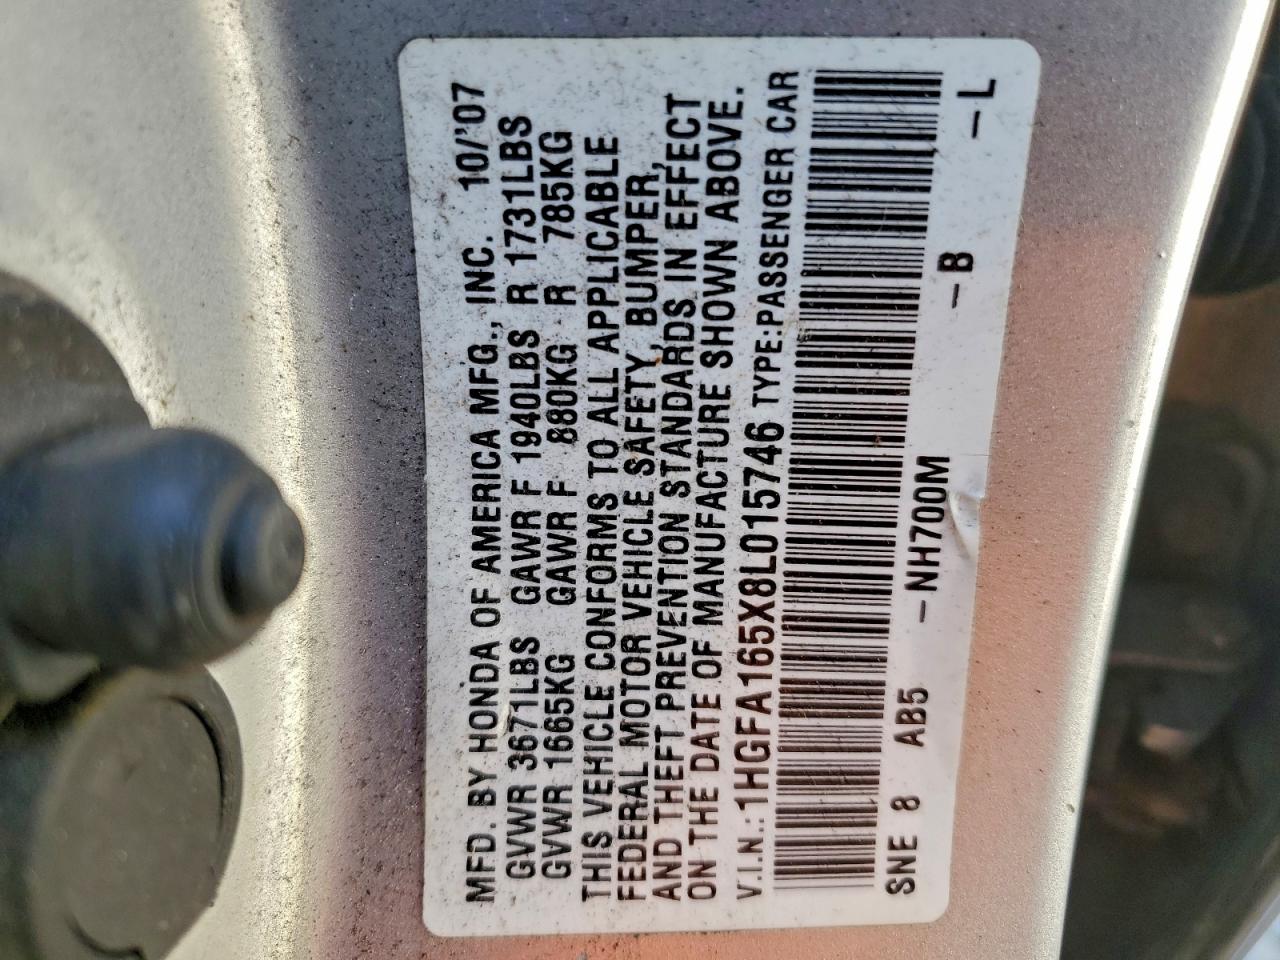 MFD. BY HONDA OF AMERICA MFG., INC. 10/'07
GVWR 3671LBS GAWR F 1940LBS R 1731LBS
GVWR 1665KG GAWR F 880KG R 785KG
THIS VEHICLE CONFORMS TO ALL APPLICABLE
FEDERAL MOTOR VEHICLE SAFETY, BUMPER,
AND THEFT PREVENTION STANDARDS IN EFFECT
ON THE DATE OF MANUFACTURE SHOWN ABOVE.
V.I.N.:1HGFA165X8L015746 TYPE:PASSENGER CAR
SNE 8 AB5 -NH700M -B -L